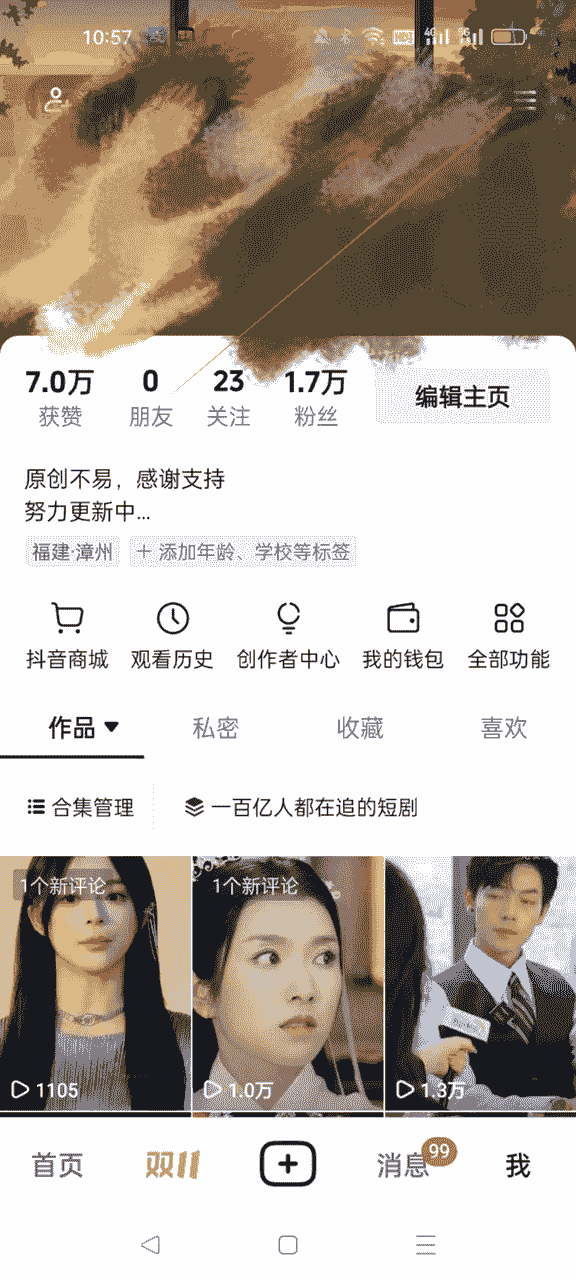 10:57
7.0万 0 23 1.7万
获赞 朋友 关注 粉丝
编辑主页
原创不易，感谢支持
努力更新中...
福建·漳州 + 添加年龄、学校等标签
抖音商城 观看历史 创作者中心 我的钱包 全部功能
作品 私密 收藏 喜欢
合集管理 一百亿人都在追的短剧
1个新评论 1个新评论
1105 1.0万 1.3万
首页 双11 消息 99 我